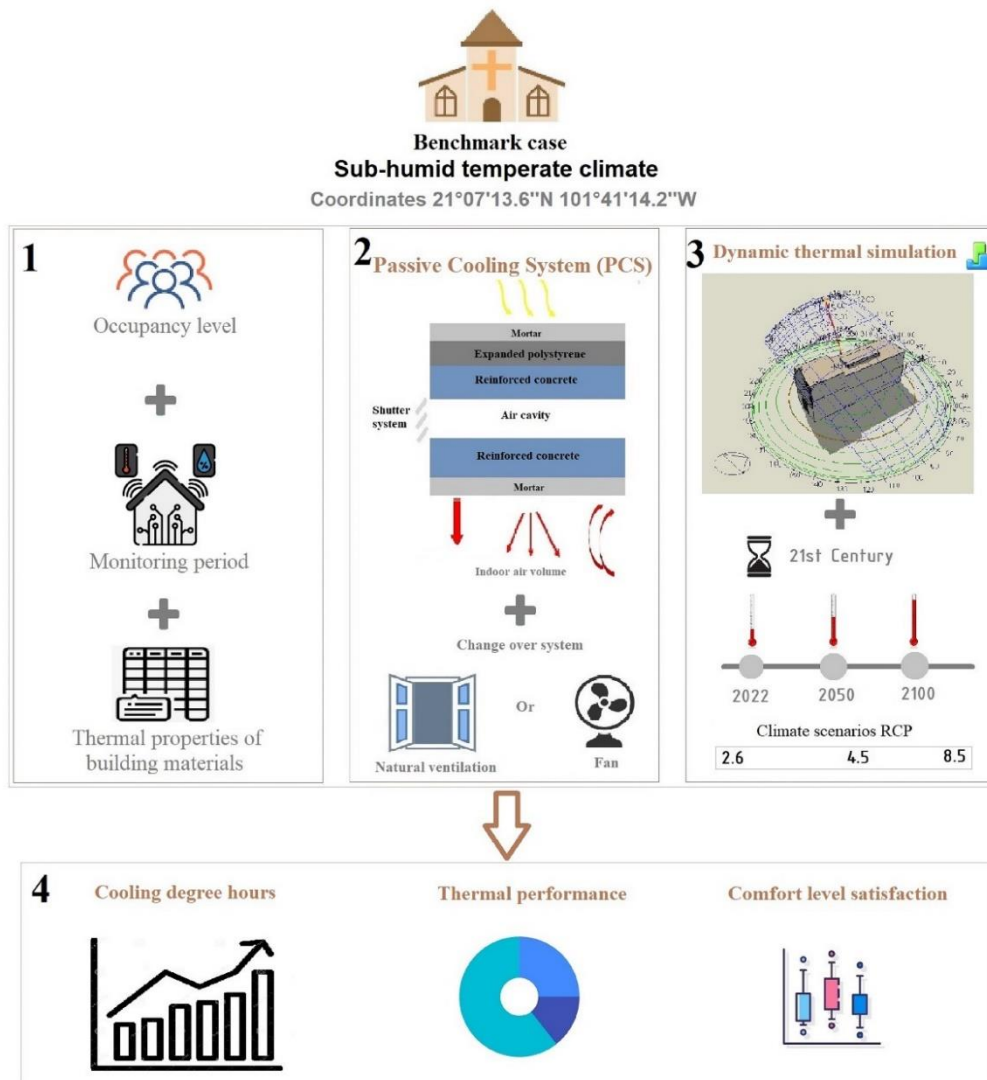 Benchmark case
Sub-humid temperate climate
Coordinates 21°07'13.6"N 101°41'14.2"W
1
Occupancy level
Monitoring period
Thermal properties of
building materials
2
Passive Cooling System (PCS)
Mortar
Expanded polystyrene
Reinforced concrete
Shutter
system
Air cavity
Reinforced concrete
Mortar
Indoor air volume
Change over system
Or
Natural ventilation
Fan
3
Dynamic thermal simulation
21st Century
2022
2050
2100
Climate scenarios RCP
2.6
4.5
8.5
4
Cooling degree hours
Thermal performance
Comfort level satisfaction